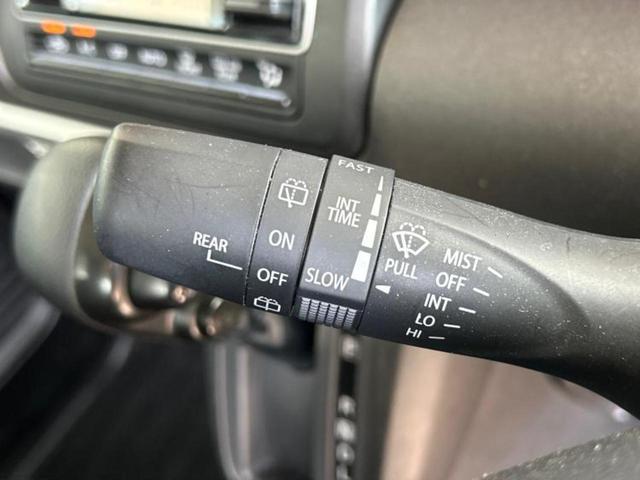 FAST
INT
TIME
SLOW
REAR
ON
OFF
PULL
MIST
OFF
INT
LO
HI